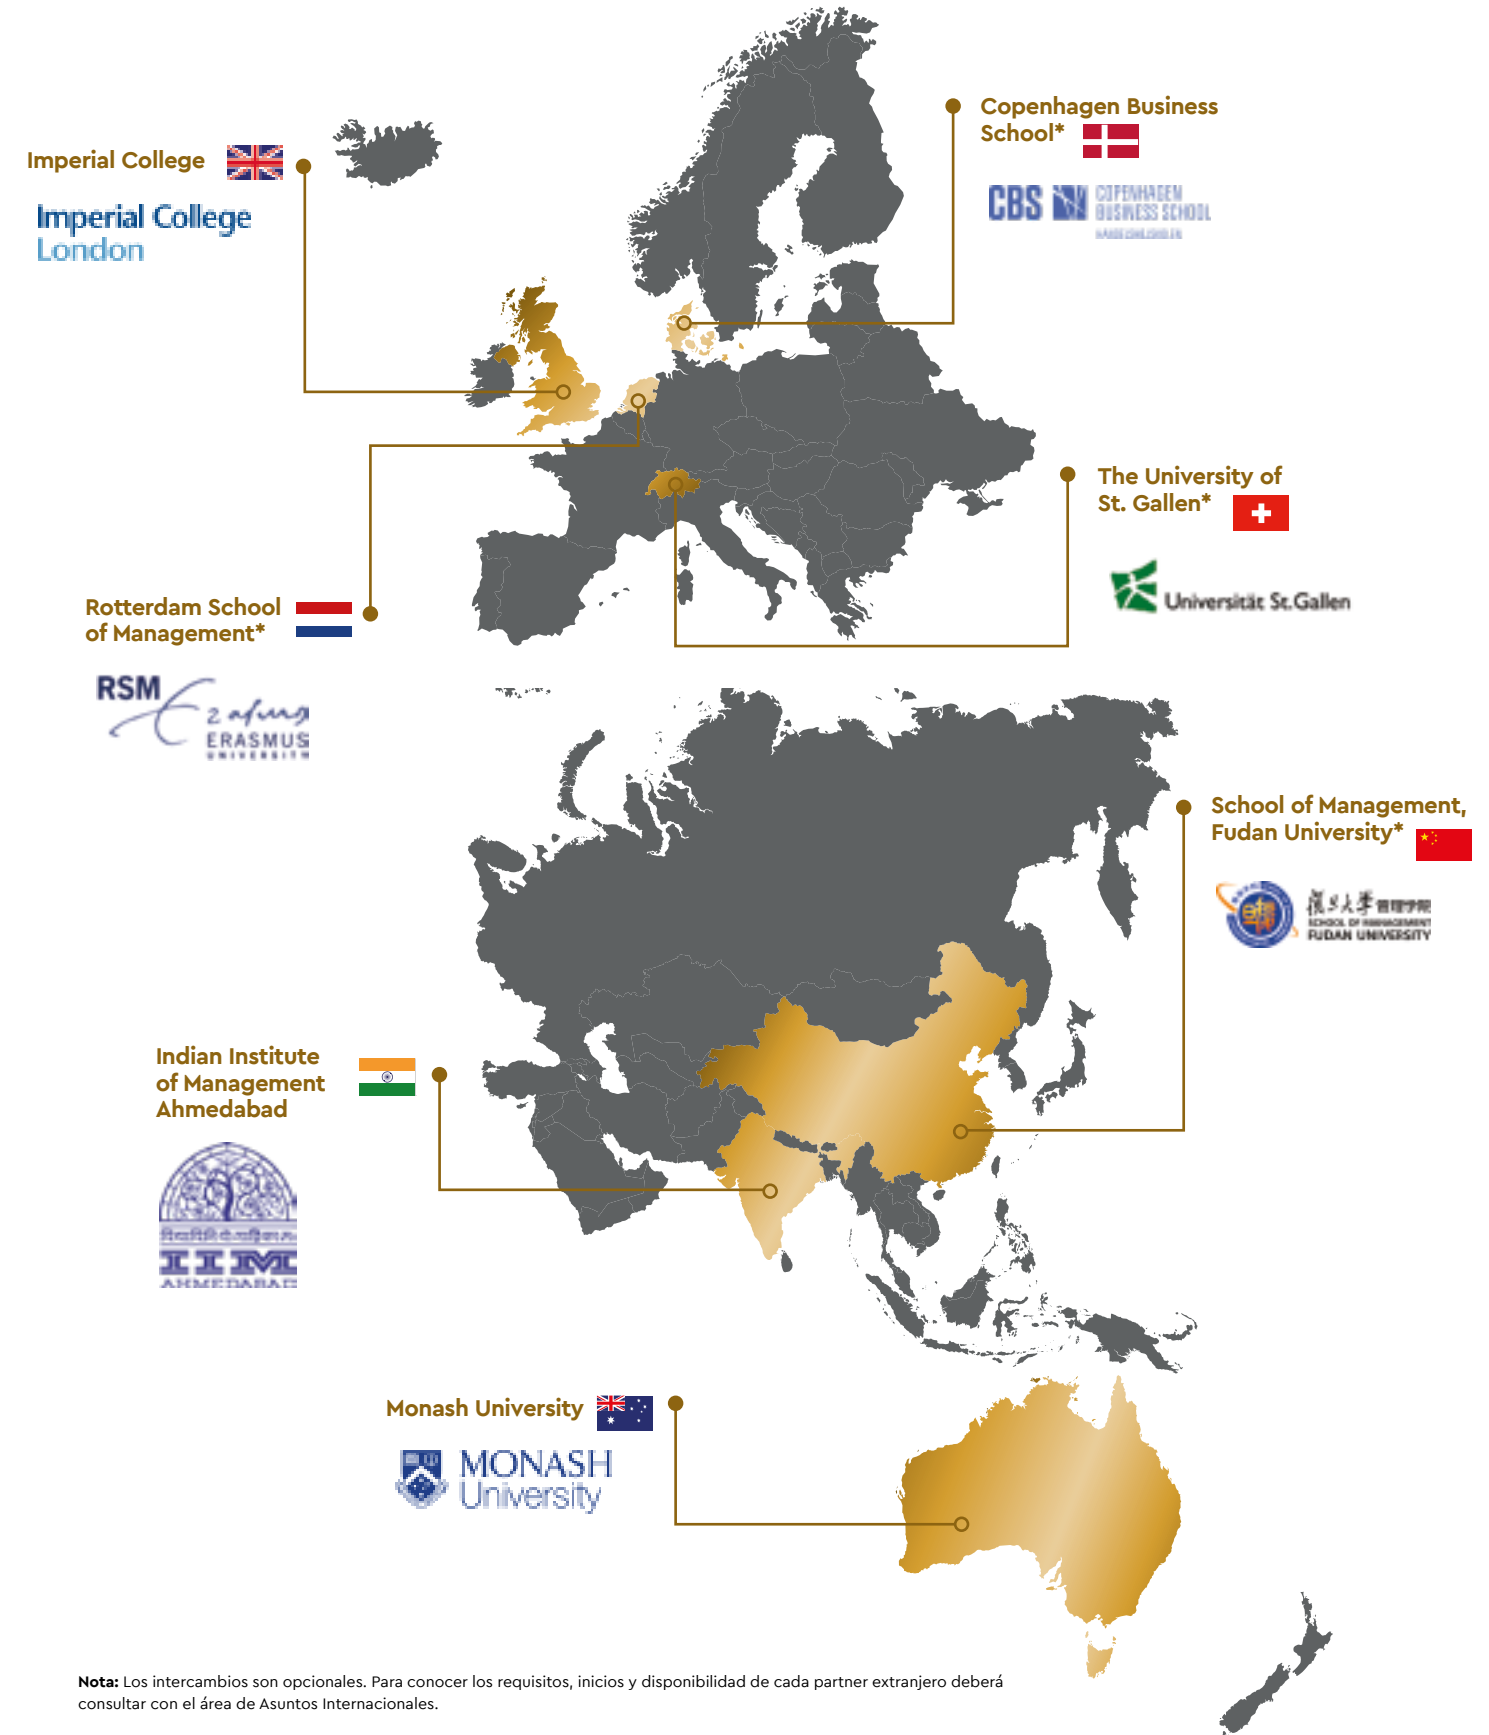 Copenhagen Business
School*
CBS
COPENHAGEN
BUSINESS SCHOOL
Imperial College
Imperial College
London
The University of
St. Gallen*
Universität St.Gallen
Rotterdam School
of Management*
RSM
ERASMUS
UNIVERSITY
School of Management,
Fudan University*
SCHOOL OF MANAGEMENT
FUDAN UNIVERSITY
Indian Institute
of Management
Ahmedabad
IIM
AHMEDABAD
Monash University
MONASH
University
Nota: Los intercambios son opcionales. Para conocer los requisitos, inicios y disponibilidad de cada partner extranjero deberá
consultar con el área de Asuntos Internacionales.